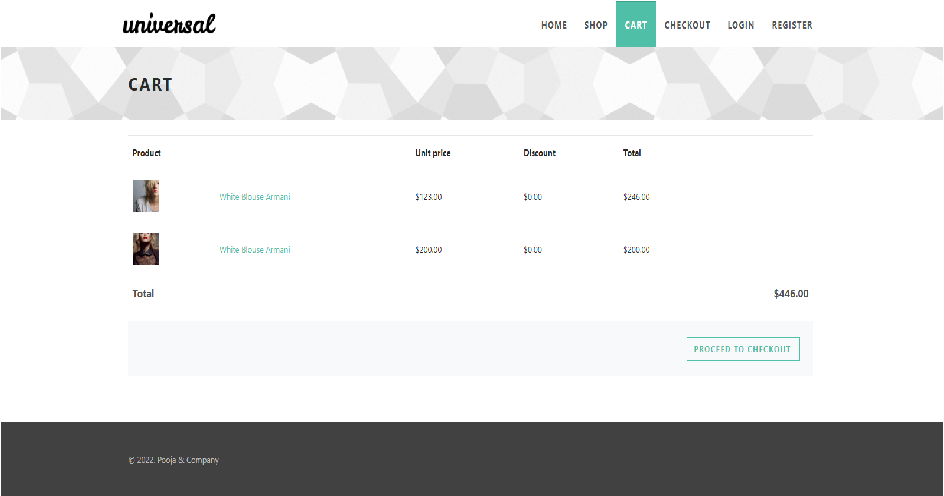 universal
HOME SHOP CART CHECKOUT LOGIN REGISTER
CART
Product Unit price Discount Total
White Blouse Armani $123.00 $0.00 $246.00
White Blouse Armani $200.00 $0.00 $200.00
Total $446.00
PROCEED TO CHECKOUT
© 2022. Pooja & Company